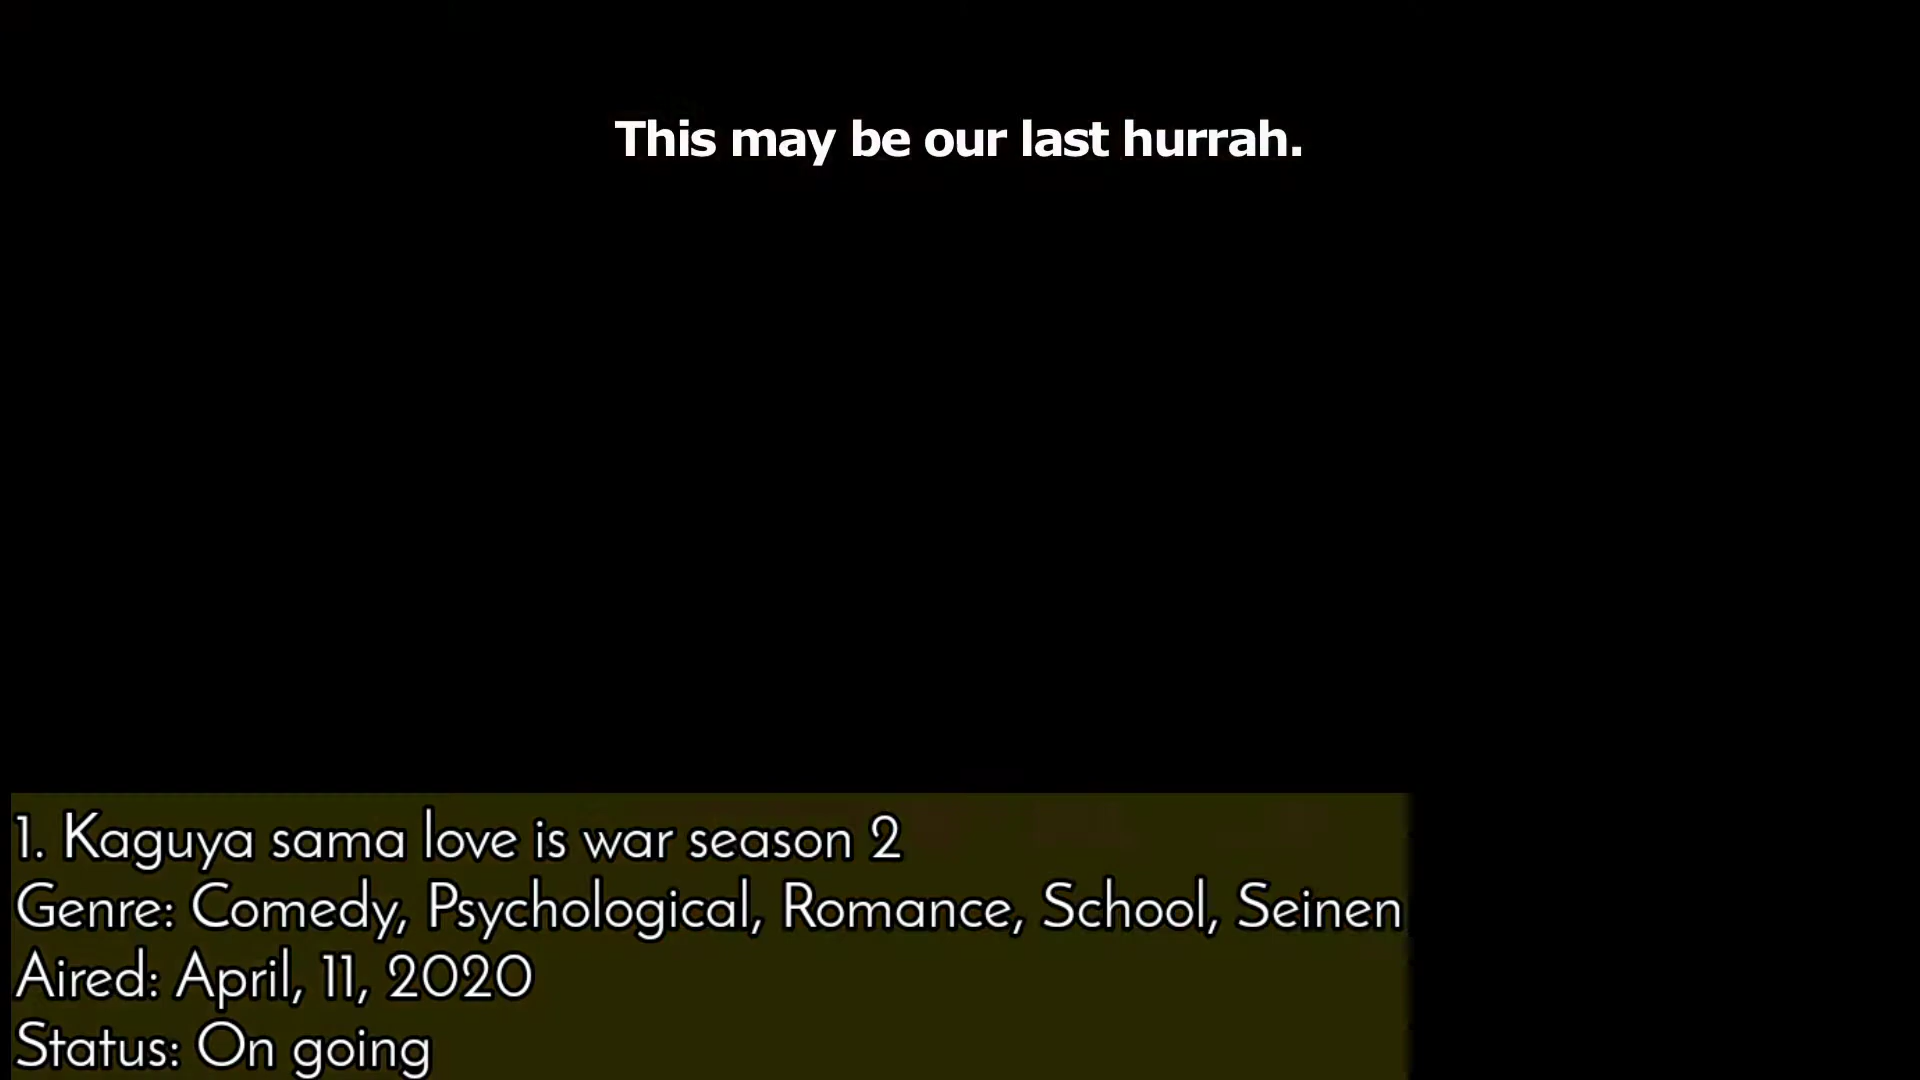 This may be our last hurrah.
1. Kaguya sama love is war season 2
Genre: Comedy, Psychological, Romance, School, Seinen
Aired: April, 11, 2020
Status: On going